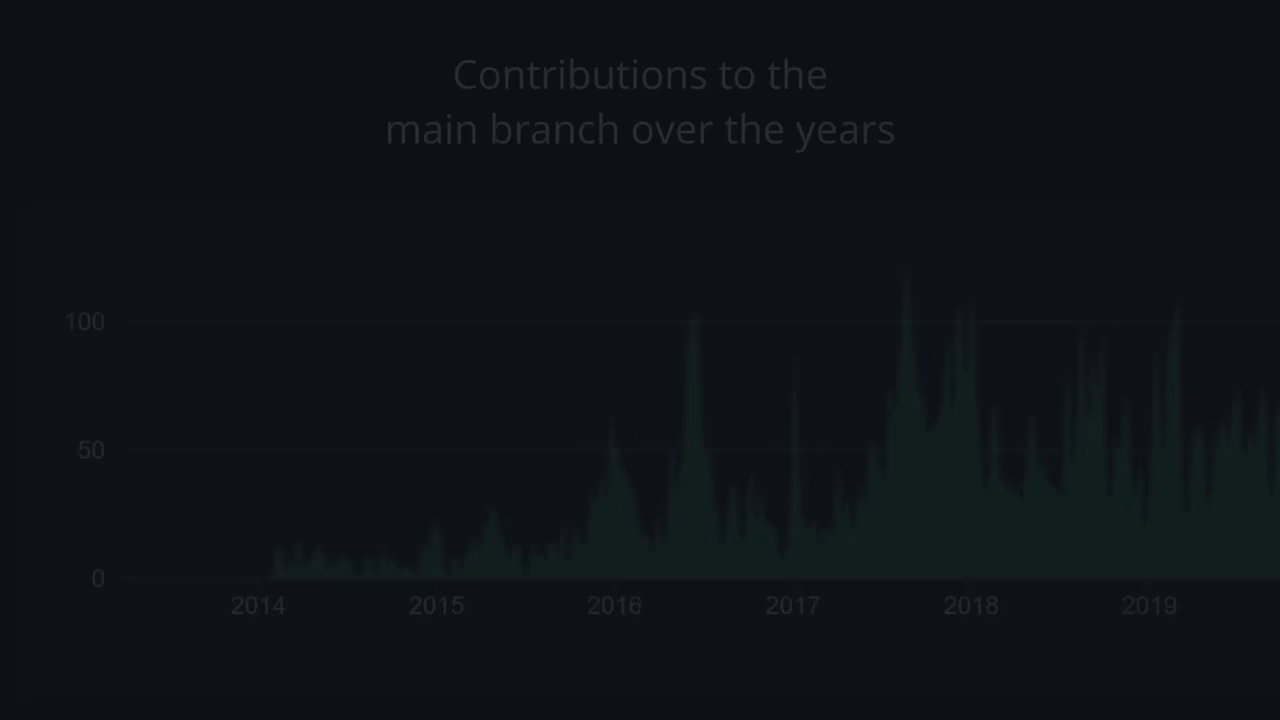 Contributions to the
main branch over the years
100
50
0
2014 2015 2016 2017 2018 2019